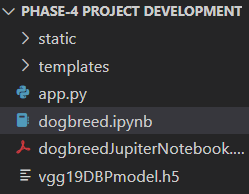 PHASE-4 PROJECT DEVELOPMENT
static
templates
app.py
dogbreed.ipynb
dogbreedJupiterNotebook....
vgg19DBPmodel.h5